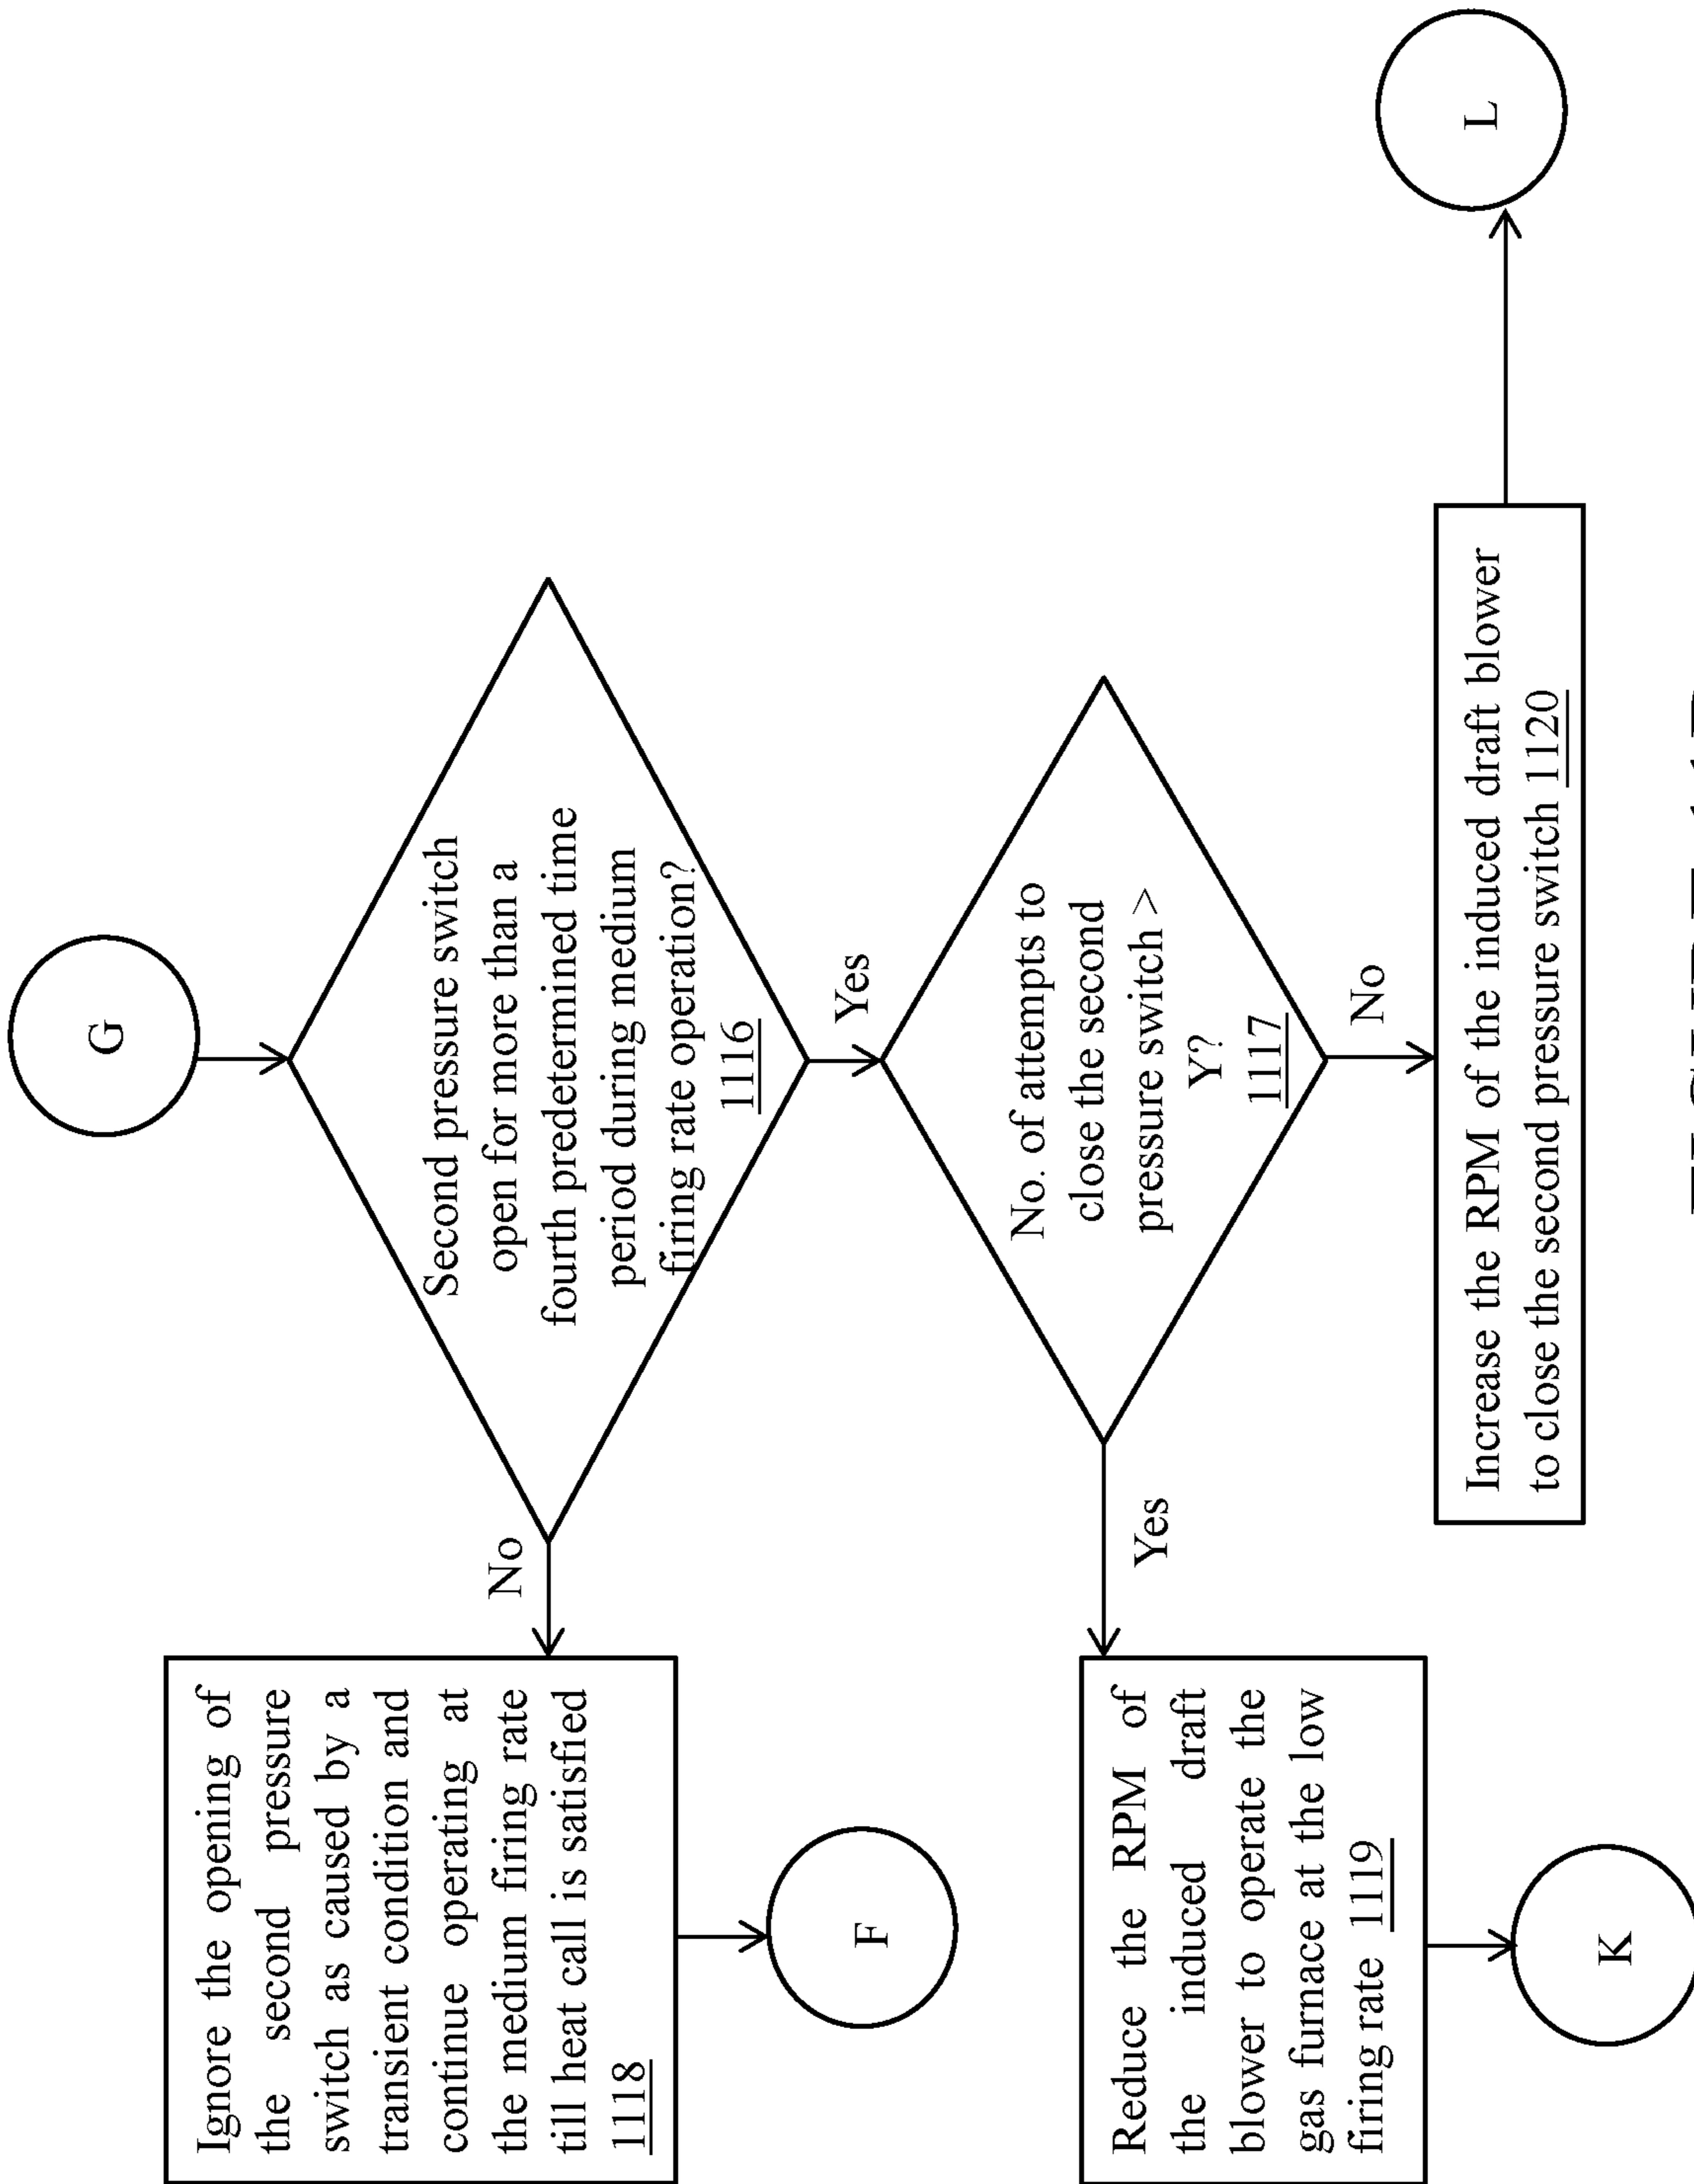 G
Second pressure switch
open for more than a
fourth predetermined time
period during medium
firing rate operation?
1116
No
Yes
Ignore the opening of
the second pressure
switch as caused by a
transient condition and
continue operating at
the medium firing rate
till heat call is satisfied
1118
F
No. of attempts to
close the second
pressure switch >
Y?
1117
Yes
No
Reduce the RPM of
the induced draft
blower to operate the
gas furnace at the low
firing rate 1119
K
Increase the RPM of the induced draft blower
to close the second pressure switch 1120
L